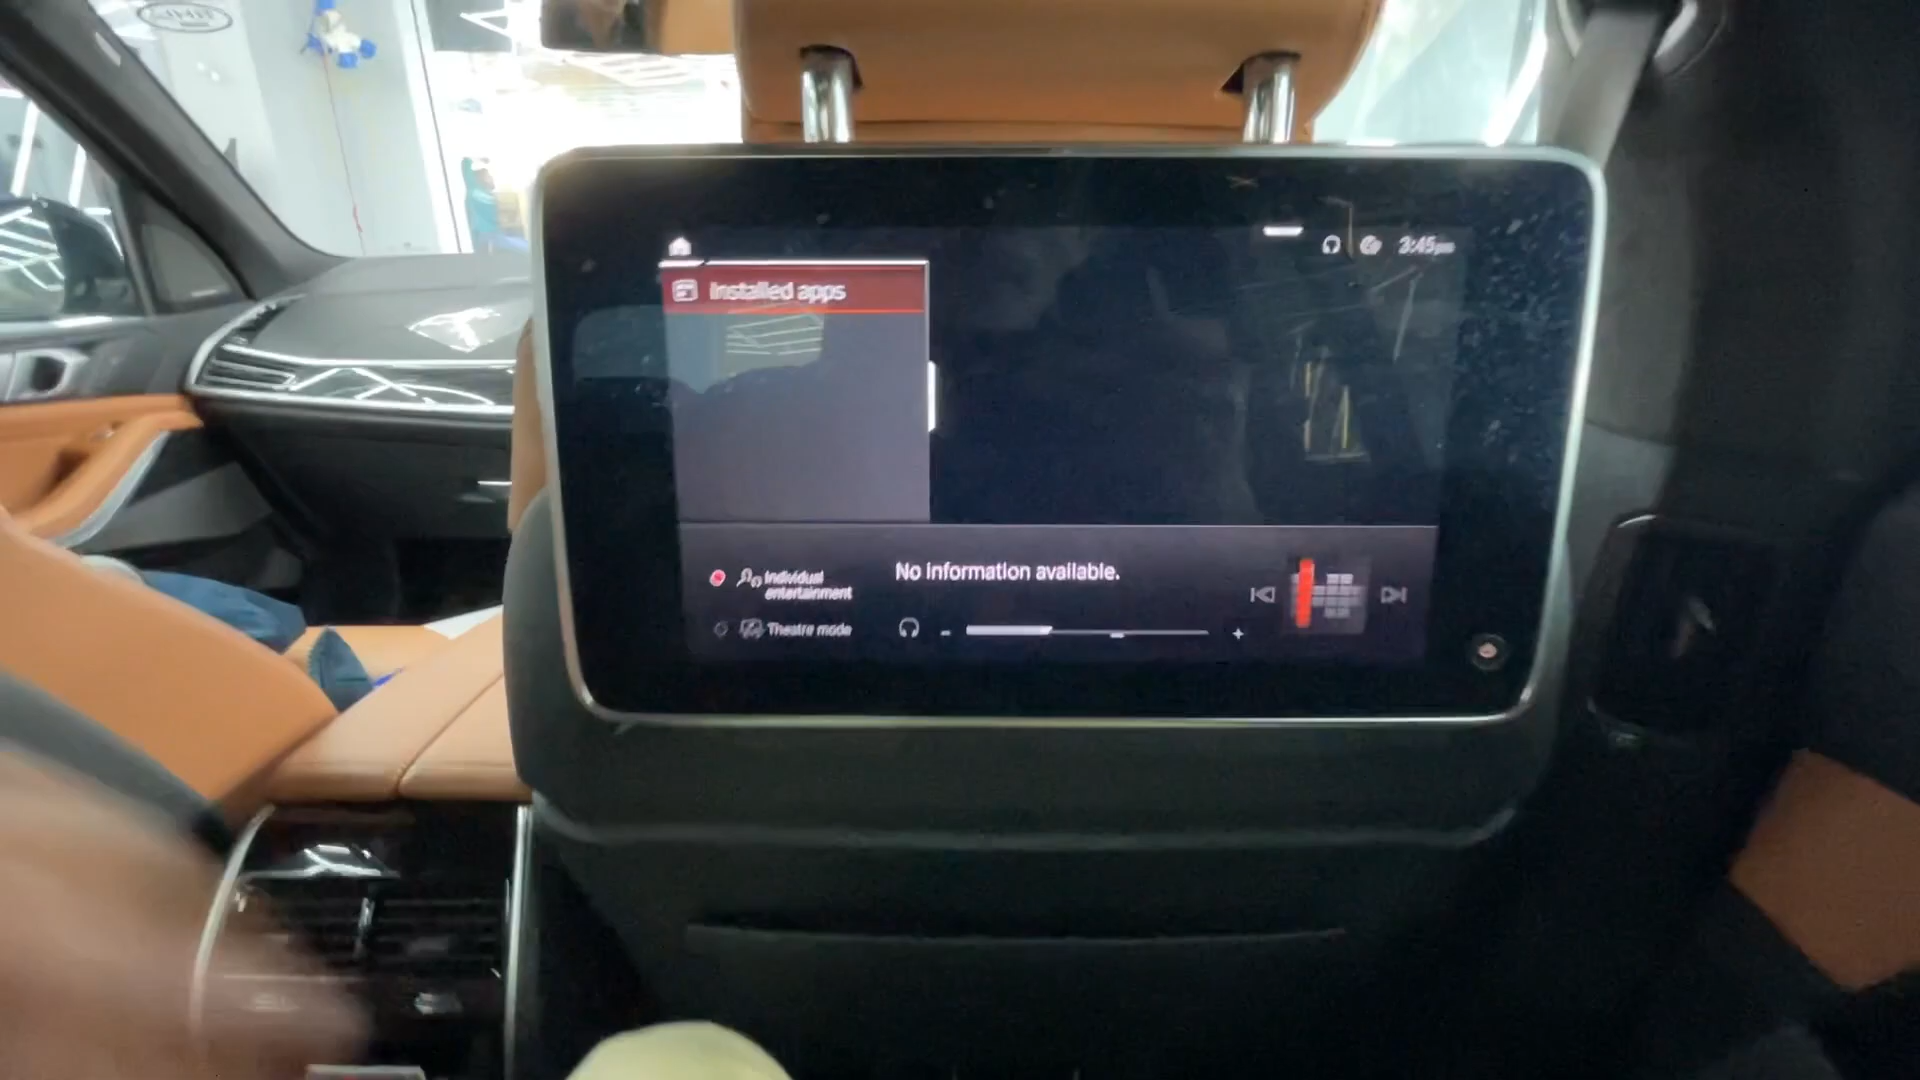 3:45pm
Installed apps
Individual
entertainment
No information available.
Theatre mode